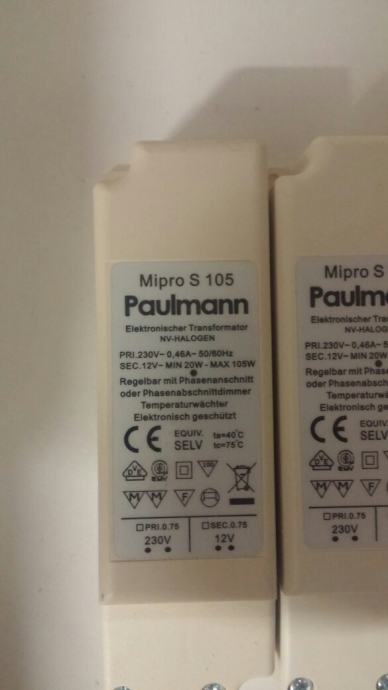 Mipro S 105
Paulmann
Elektronischer Transformator
NV-HALOGEN
PRI.230V~ 0,46A~ 50/60Hz
SEC.12V~ MIN 20W - MAX 105W
Regelbar mit Phasenanschnitt
oder Phasenabschnittdimmer
Temperaturwächter
Elektronisch geschützt
CE EQUIV. ta=40°C
SELV tc=75°C
M M F
PRI.0.75 SEC.0.75
230V 12V
Mipro S
Paulm
Elektronischer Tra
NV-HALOG
PRI.230V~ 0,46A~ 5
SEC.12V~ MIN 20W
Regelbar mit Phase
oder Phasenabsch
Temperaturw
Elektronisch ge
CE EQUIV
SELV
M M
PRI.0.75
230V